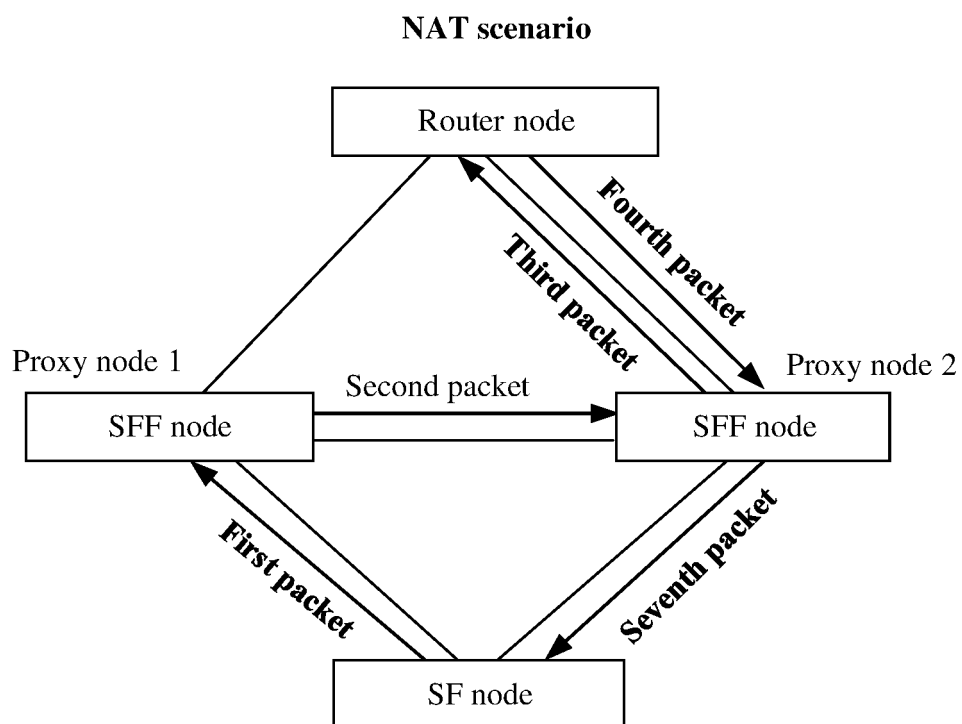 NAT scenario
Router node
Fourth packet
Third packet
Proxy node 1
Proxy node 2
Second packet
SFF node
SFF node
First packet
Seventh packet
SF node